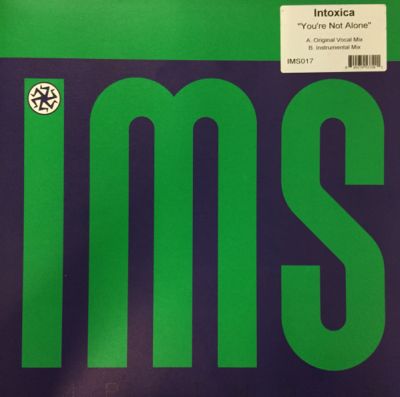 Intoxica
"You're Not Alone"
A. Original Vocal Mix
B. Instrumental Mix
IMS017
IMS